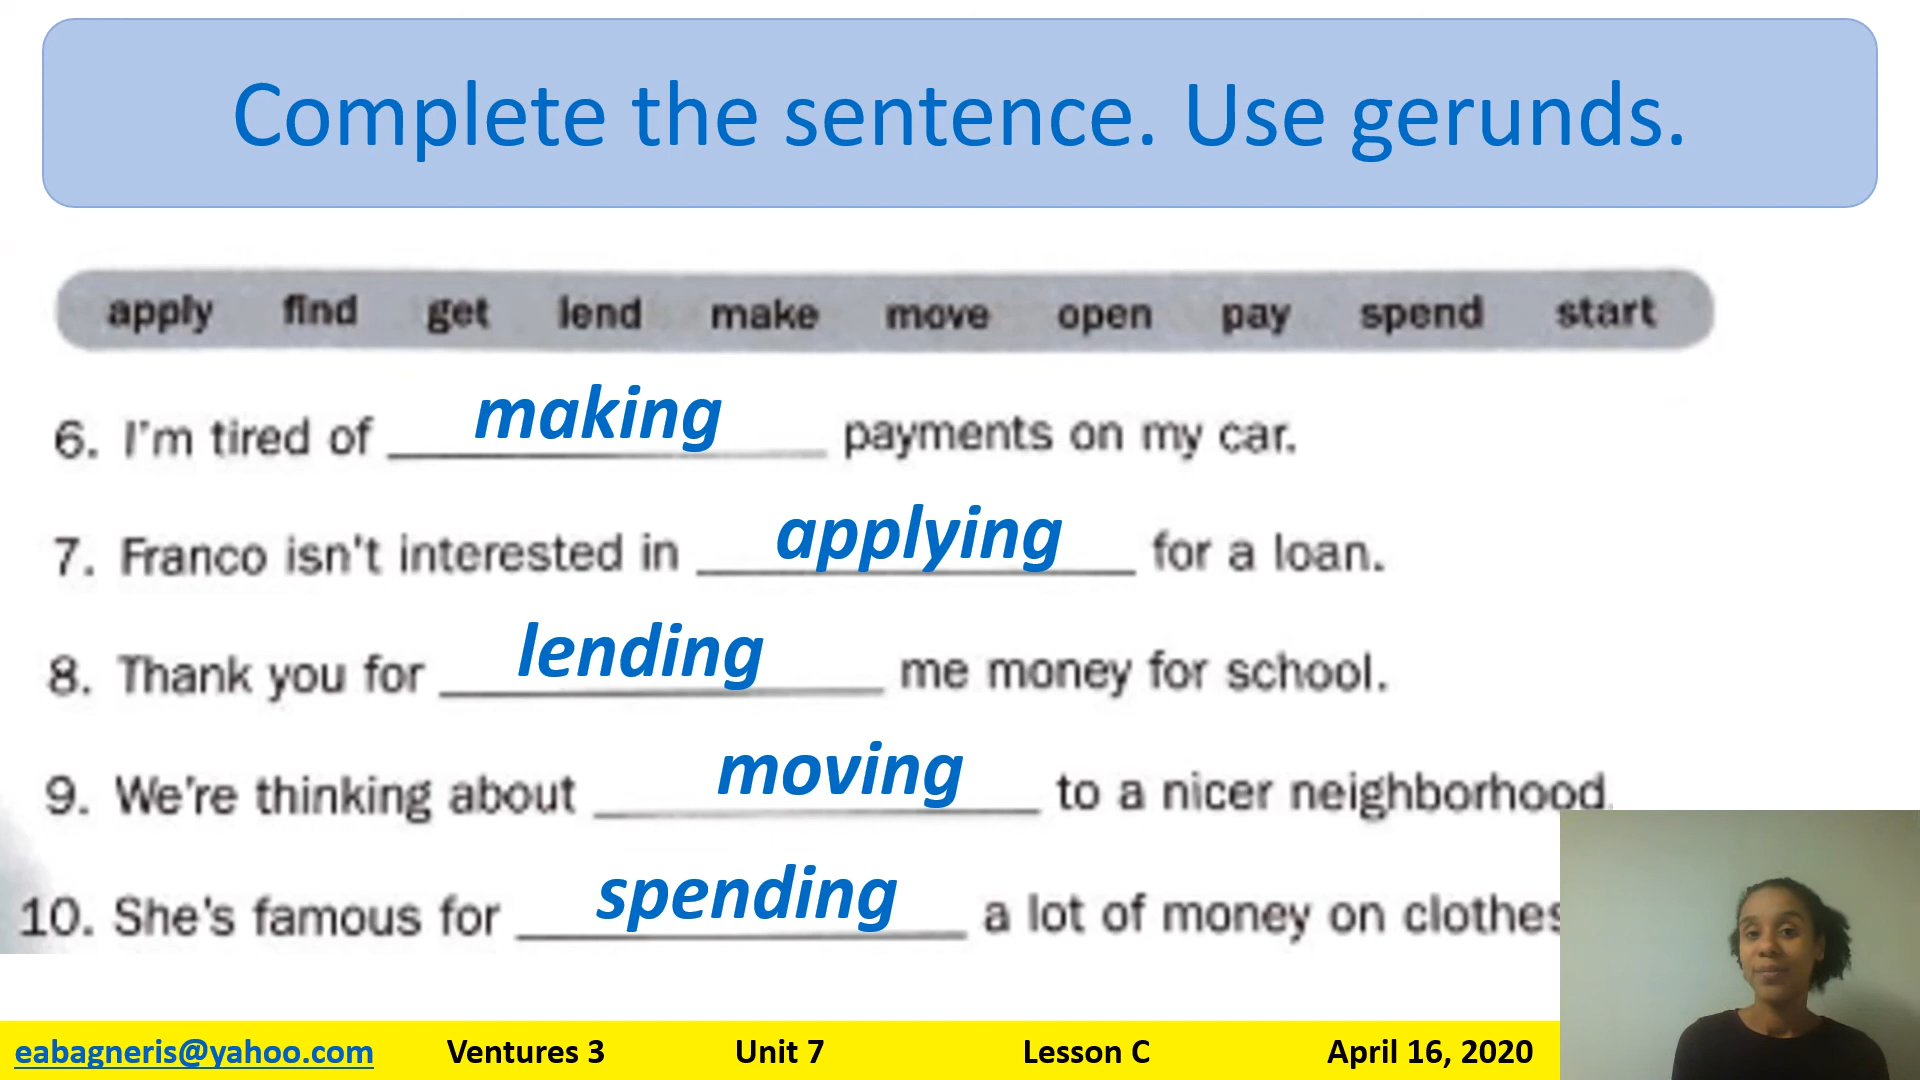 Complete the sentence. Use gerunds.
apply find get lend make move open pay spend start
6. I'm tired of making payments on my car.
7. Franco isn't interested in applying for a loan.
8. Thank you for lending me money for school.
9. We're thinking about moving to a nicer neighborhood.
10. She's famous for spending a lot of money on clothes
eabagneris@yahoo.com Ventures 3 Unit 7 Lesson C April 16, 2020